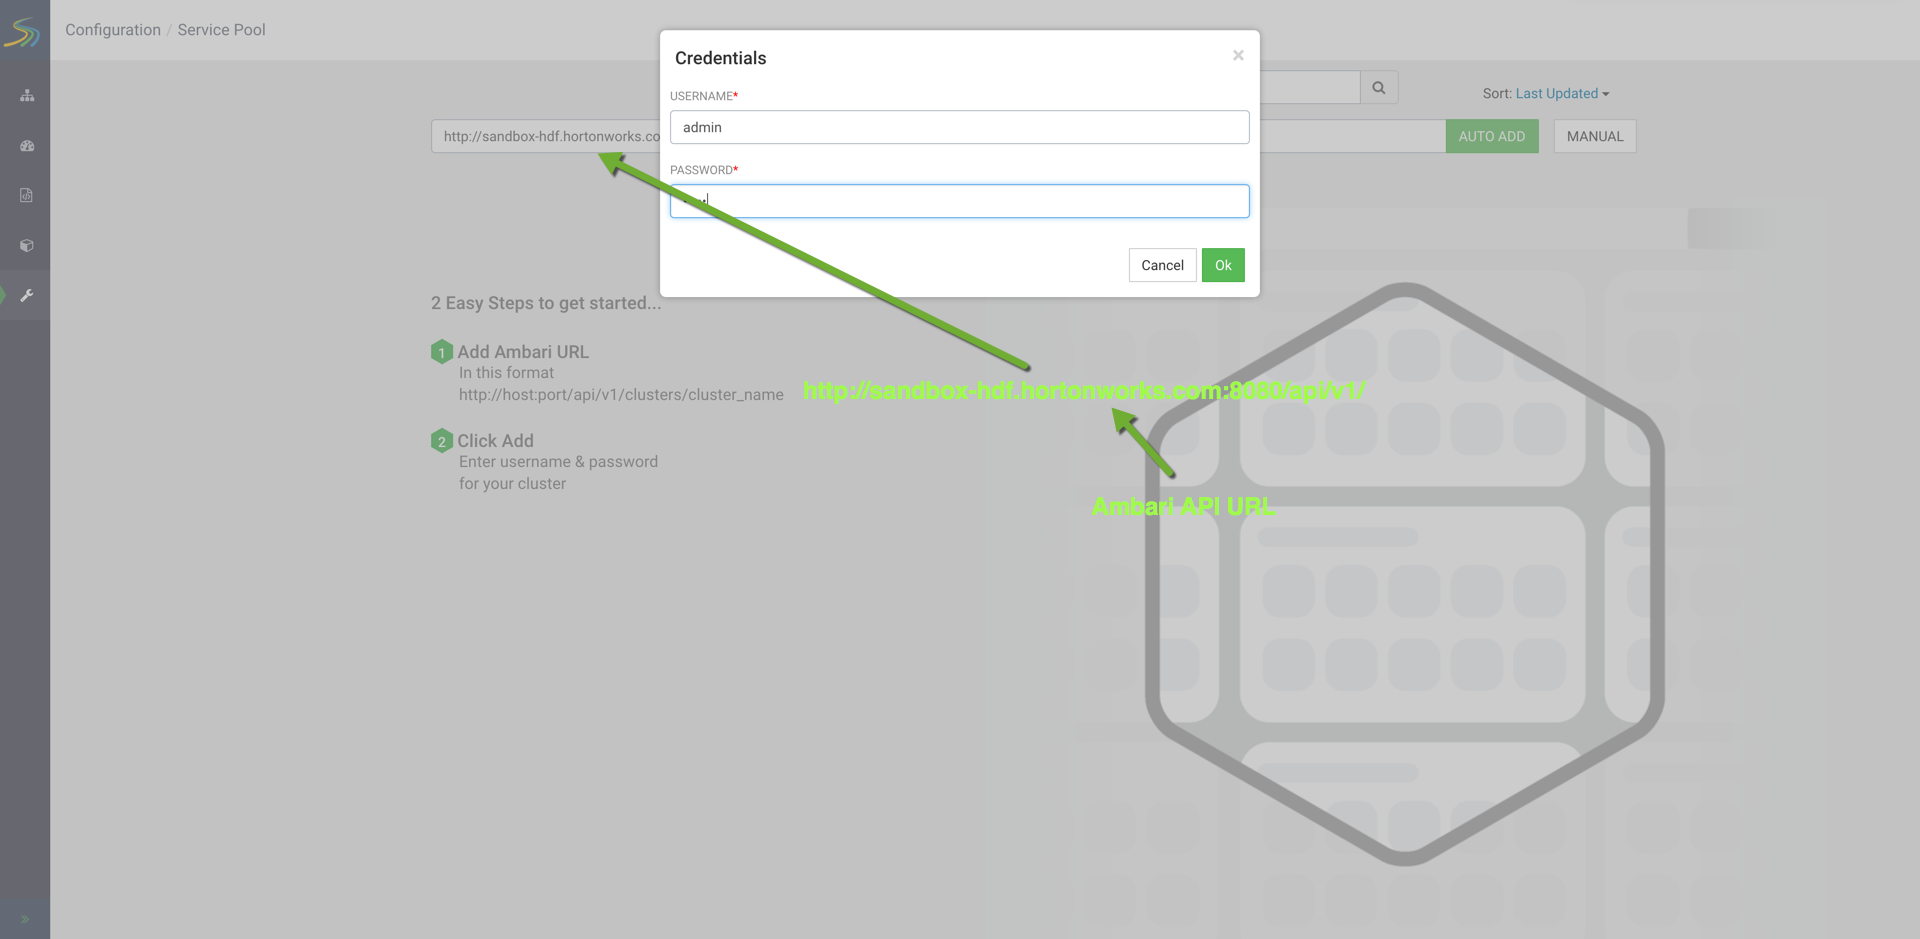 Configuration / Service Pool
Credentials
×
USERNAME*
admin
Sort: Last Updated
http://sandbox-hdf.hortonworks.co
AUTO ADD
MANUAL
PASSWORD*
Cancel
Ok
2 Easy Steps to get started...
1 Add Ambari URL
In this format
http://host:port/api/v1/clusters/cluster_name
http://sandbox-hdf.hortonworks.com:8080/api/v1/
2 Click Add
Enter username & password
for your cluster
Ambari API URL